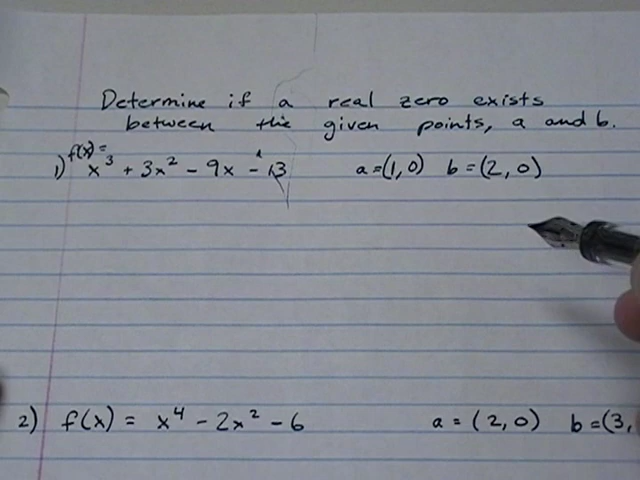 Determine if a real zero exists
between the given points, a and b.
f(x) =
1) x³ + 3x² - 9x - 13 a=(1, 0) b=(2, 0)
2) f(x) = x⁴ - 2x² - 6 a=(2, 0) b=(3,